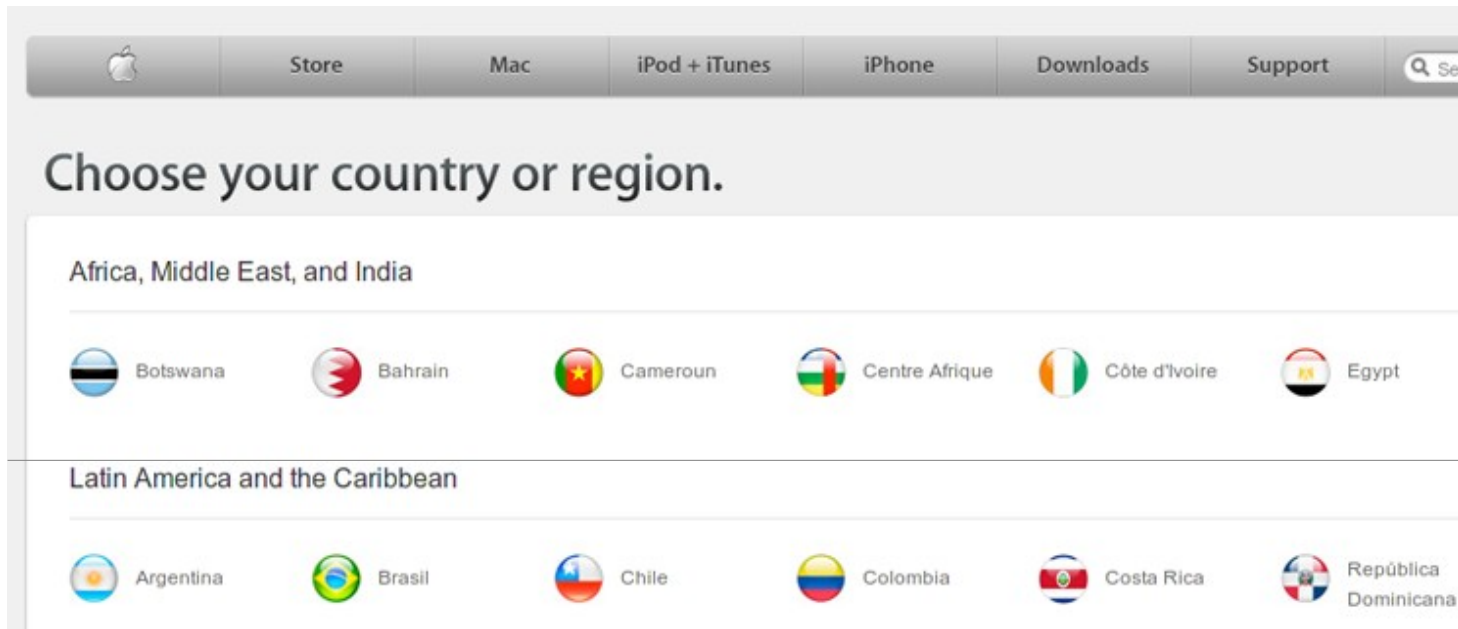 Store Mac iPod + iTunes iPhone Downloads Support Se
Choose your country or region.
Africa, Middle East, and India
Botswana Bahrain Cameroun Centre Afrique Côte d'Ivoire Egypt
Latin America and the Caribbean
Argentina Brasil Chile Colombia Costa Rica República
Dominicana